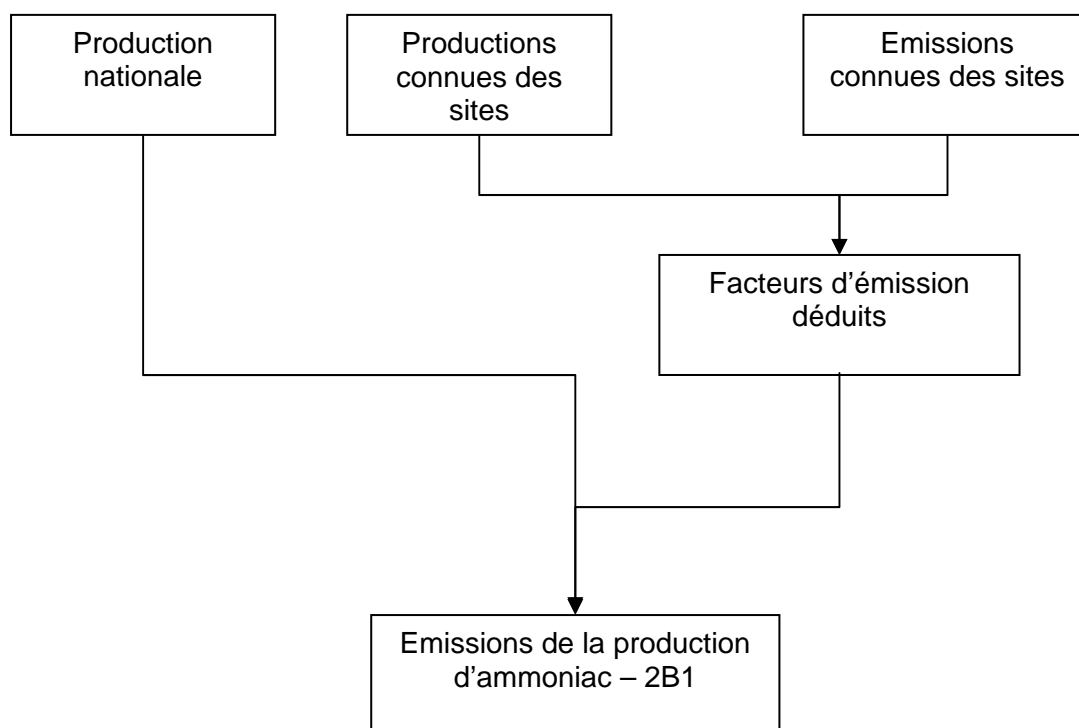 Production
nationale
Productions
connues des
sites
Emissions
connues des sites
Facteurs d’émission
déduits
Emissions de la production
d’ammoniac – 2B1